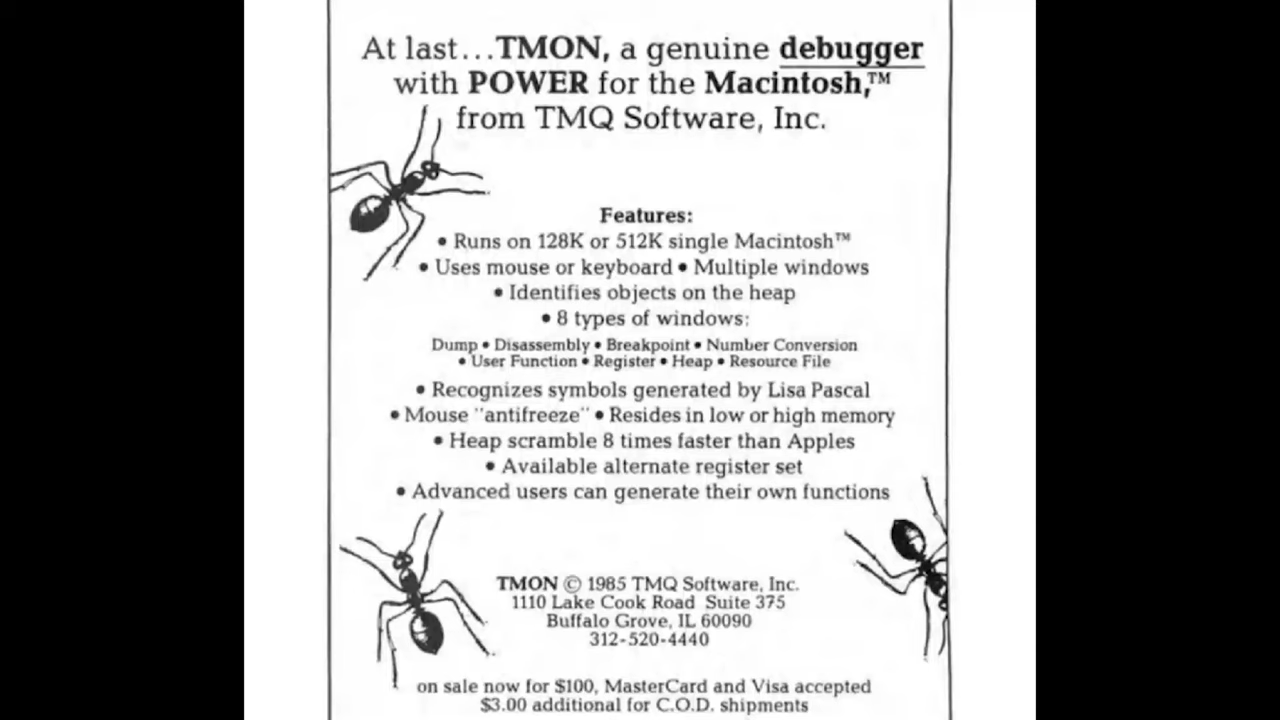 At last...TMON, a genuine debugger
with POWER for the Macintosh,™
from TMQ Software, Inc.
Features:
• Runs on 128K or 512K single Macintosh™
• Uses mouse or keyboard • Multiple windows
• Identifies objects on the heap
• 8 types of windows:
Dump • Disassembly • Breakpoint • Number Conversion
• User Function • Register • Heap • Resource File
• Recognizes symbols generated by Lisa Pascal
• Mouse "antifreeze" • Resides in low or high memory
• Heap scramble 8 times faster than Apples
• Available alternate register set
• Advanced users can generate their own functions
TMON © 1985 TMQ Software, Inc.
1110 Lake Cook Road Suite 375
Buffalo Grove, IL 60090
312-520-4440
on sale now for $100, MasterCard and Visa accepted
$3.00 additional for C.O.D. shipments